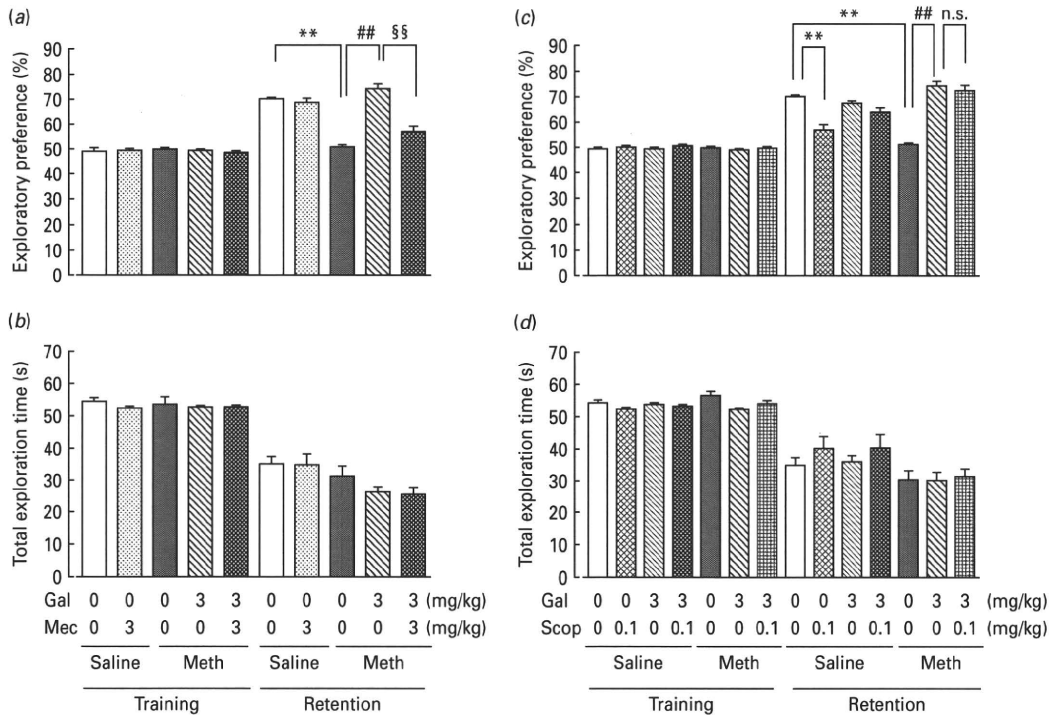 (a)
** ## §§
Exploratory preference (%)
90
80
70
60
50
40
30
20
10
0
(b)
Total exploration time (s)
70
60
50
40
30
20
10
0
Gal 0 0 0 3 3 0 0 0 3 3 (mg/kg)
Mec 0 3 0 0 3 0 3 0 0 3 (mg/kg)
Saline Meth Saline Meth
Training Retention
(c)
** ** ## n.s.
Exploratory preference (%)
90
80
70
60
50
40
30
20
10
0
(d)
Total exploration time (s)
70
60
50
40
30
20
10
0
Gal 0 0 3 3 0 3 3 0 0 3 3 0 3 3 (mg/kg)
Scop 0 0.1 0 0.1 0 0 0.1 0 0.1 0 0.1 0 0 0.1 (mg/kg)
Saline Meth Saline Meth
Training Retention